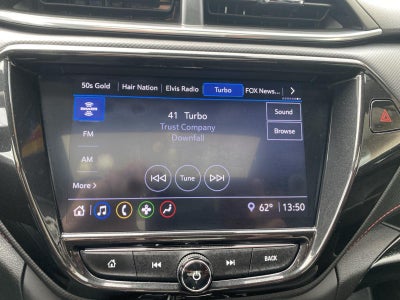 50s Gold Hair Nation Elvis Radio Turbo FOX News...
41 Turbo
Sound
Trust Company
FM
Browse
Downfall
AM
More
Tune
62° 13:50
BACK